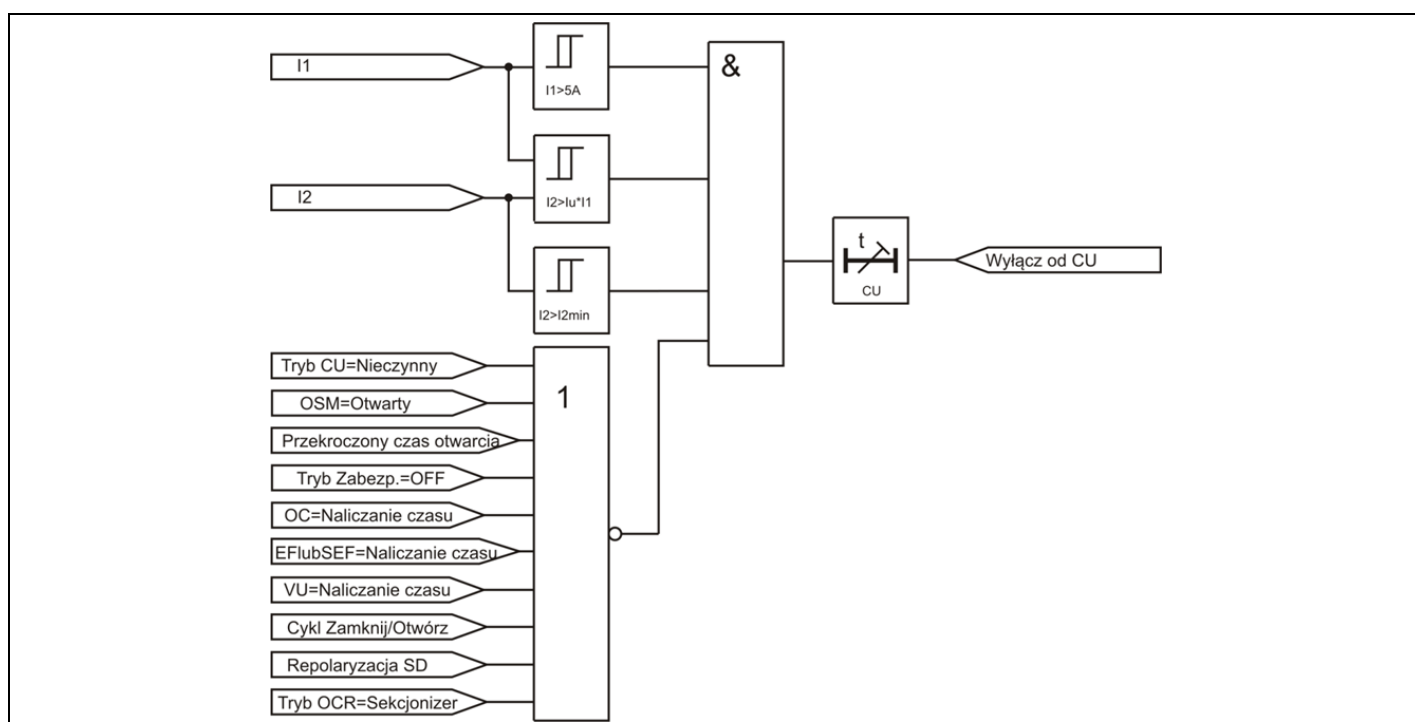 I1
I1>5A
&
I2>Iu*I1
I2
I2>I2min
t
CU
Wyłącz od CU
Tryb CU=Nieczynny
1
OSM=Otwarty
Przekroczony czas otwarcia
Tryb Zabezp.=OFF
OC=Naliczanie czasu
EFlubSEF=Naliczanie czasu
VU=Naliczanie czasu
Cykl Zamknij/Otwórz
Repolaryzacja SD
Tryb OCR=Sekcjonizer